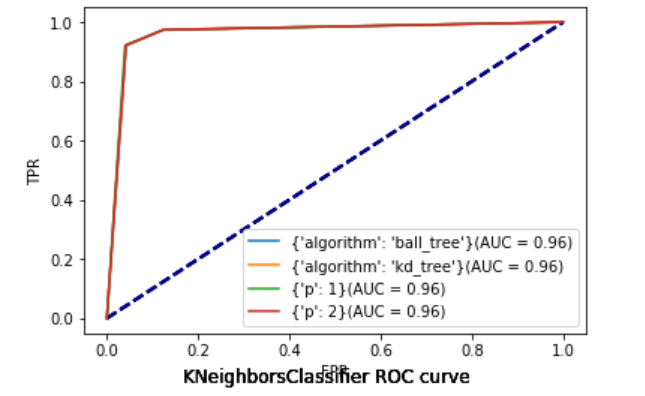 1.0
0.8
0.6
0.4
0.2
0.0
TPR
{'algorithm': 'ball_tree'}(AUC = 0.96)
{'algorithm': 'kd_tree'}(AUC = 0.96)
{'p': 1}(AUC = 0.96)
{'p': 2}(AUC = 0.96)
0.0 0.2 0.4 0.6 0.8 1.0
FPR
KNeighborsClassifier ROC curve